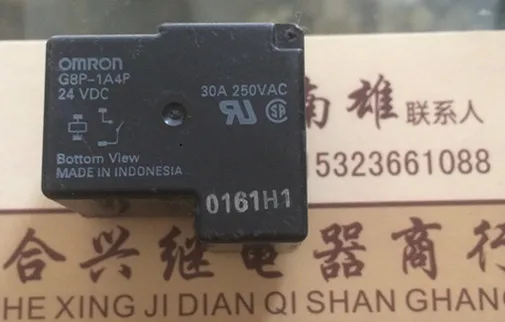 omron
G8P-1A4P
24 VDC
30A 250VAC
Bottom View
MADE IN INDONESIA
0161H1
南雄 联系人
5323661088
合兴继电器商行
HE XING JI DIAN QI SHANG GHANG